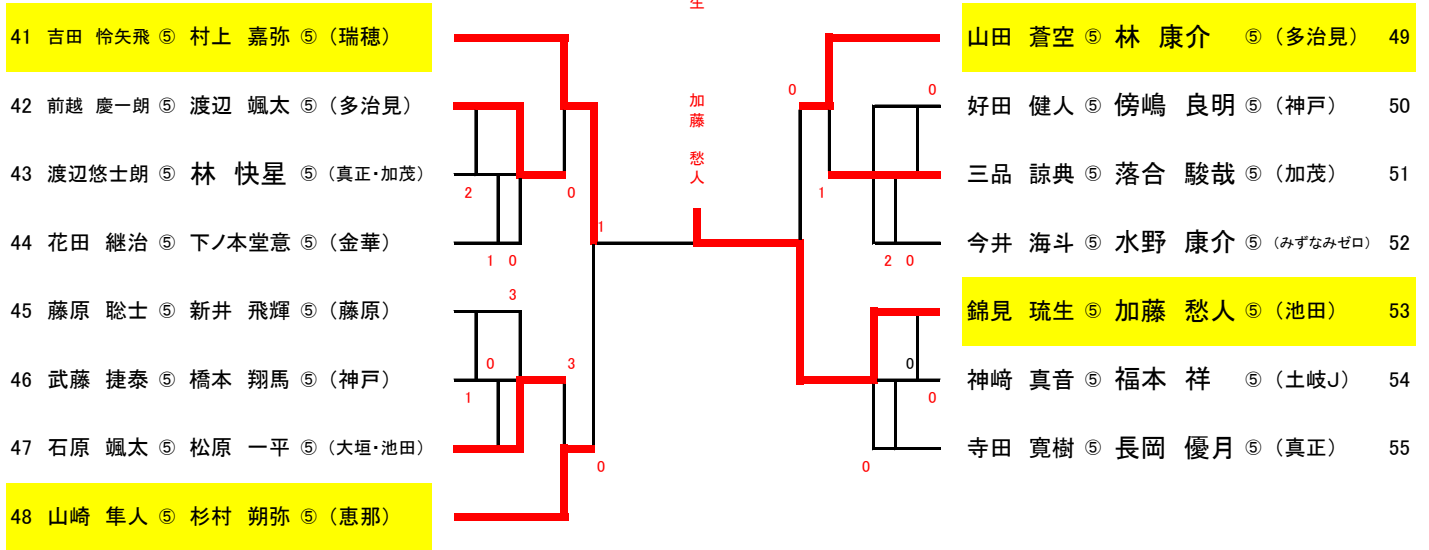 生
41 吉田 怜矢飛 ⑤ 村上 嘉弥 ⑤ (瑞穂)
42 前越 慶一朗 ⑤ 渡辺 颯太 ⑤ (多治見)
43 渡辺悠士朗 ⑤ 林 快星 ⑤ (真正・加茂)
44 花田 継治 ⑤ 下ノ本堂意 ⑤ (金華)
45 藤原 聡士 ⑤ 新井 飛輝 ⑤ (藤原)
46 武藤 捷泰 ⑤ 橋本 翔馬 ⑤ (神戸)
47 石原 颯太 ⑤ 松原 一平 ⑤ (大垣・池田)
48 山崎 隼人 ⑤ 杉村 朔弥 ⑤ (恵那)
2
0
1
1 0
3
0
3
1
0
加藤 愁人
0
0
1
2 0
0
0
0
山田 蒼空 ⑤ 林 康介 ⑤ (多治見) 49
好田 健人 ⑤ 傍嶋 良明 ⑤ (神戸) 50
三品 諒典 ⑤ 落合 駿哉 ⑤ (加茂) 51
今井 海斗 ⑤ 水野 康介 ⑤ (みずなみゼロ) 52
錦見 琉生 ⑤ 加藤 愁人 ⑤ (池田) 53
神﨑 真音 ⑤ 福本 祥 ⑤ (土岐J) 54
寺田 寛樹 ⑤ 長岡 優月 ⑤ (真正) 55